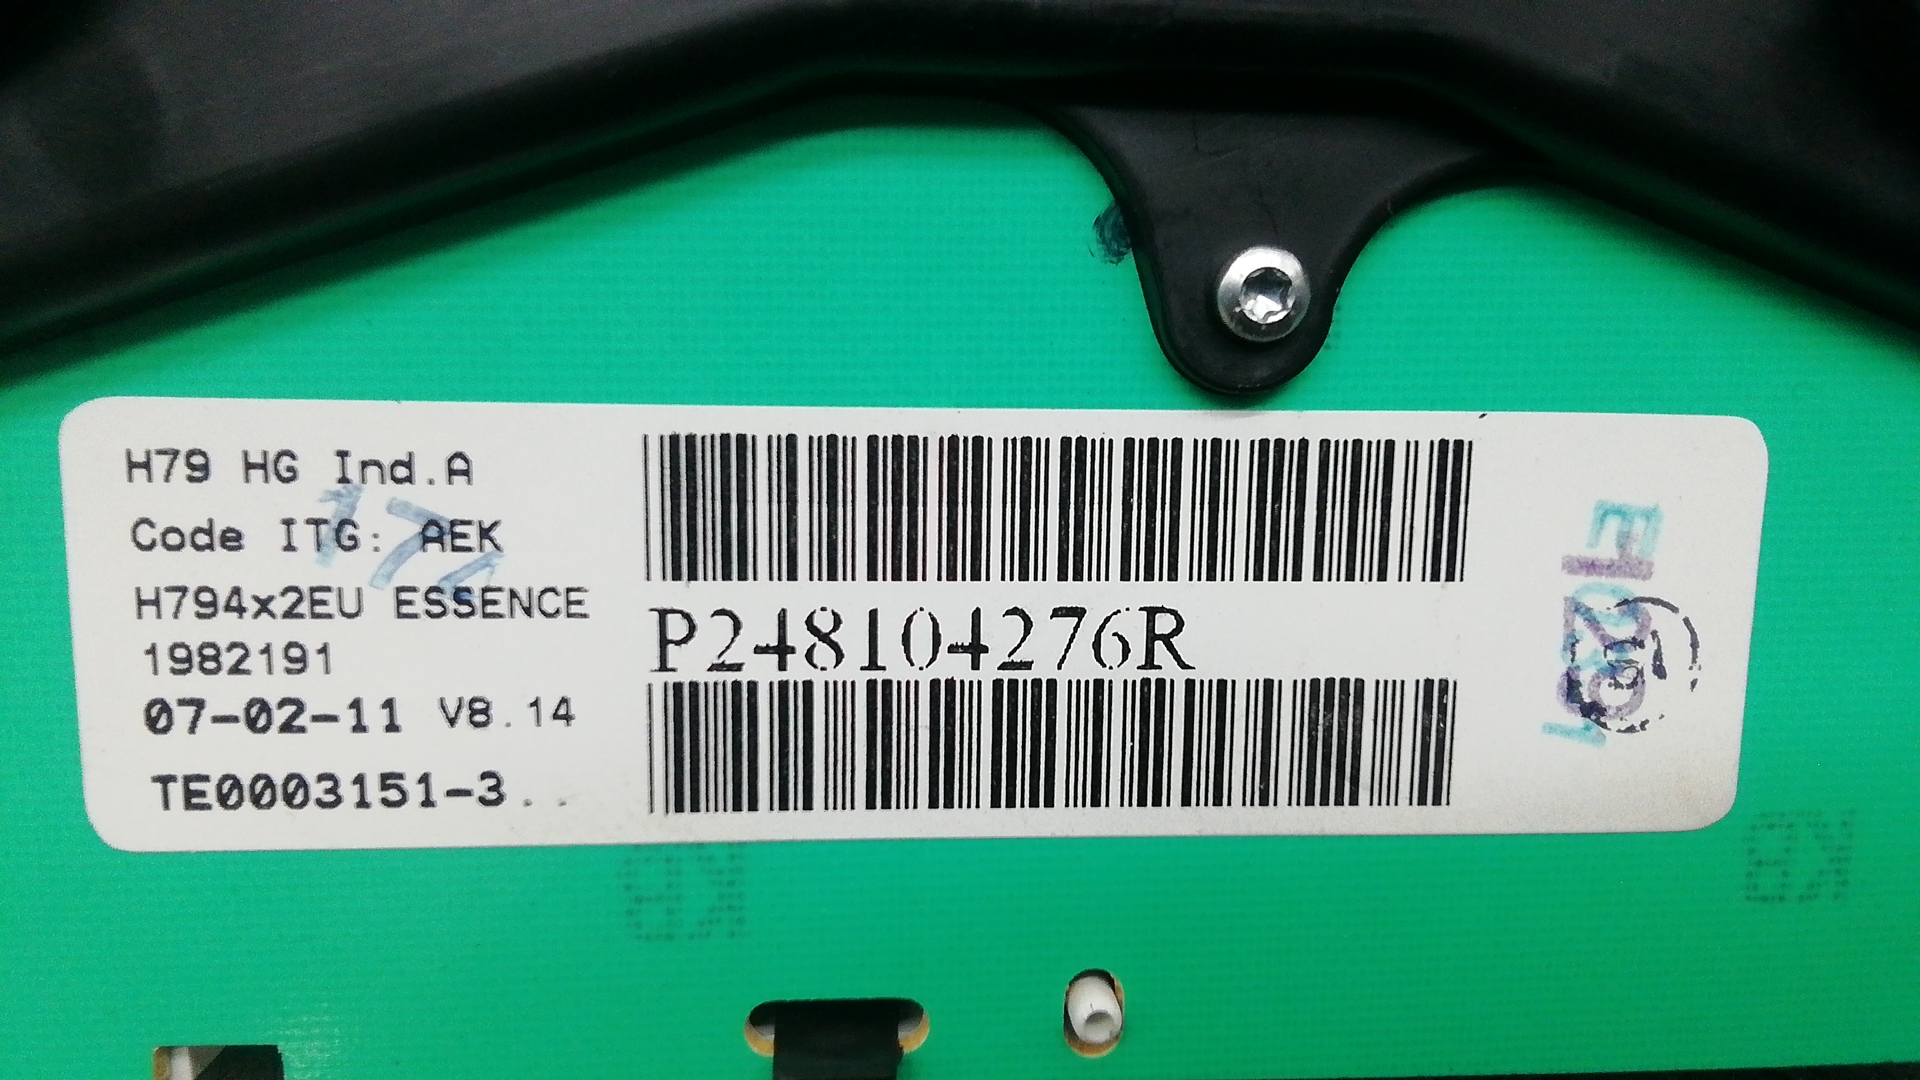 H79 HG Ind.A
Code ITG: AEK
H794x2EU ESSENCE
1982191
07-02-11 V8.14
TE0003151-3..
P248104276R